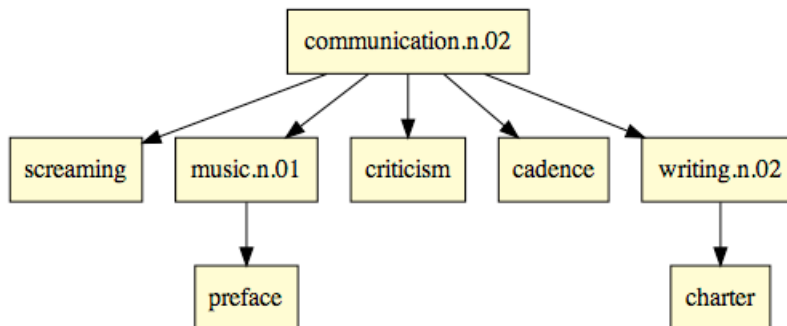 communication.n.02
screaming
music.n.01
criticism
cadence
writing.n.02
preface
charter